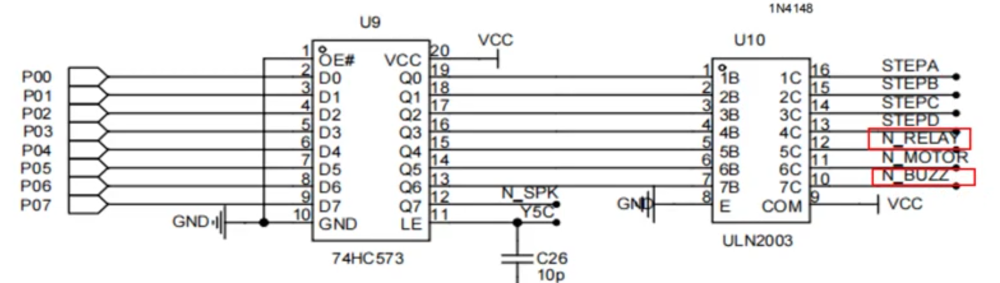 1N4148
U9
U10
VCC
1 OE# VCC 20
P00 2 D0 Q0 19 1 1B 1C 16 STEPA
P01 3 D1 Q1 18 2 2B 2C 15 STEPB
P02 4 D2 Q2 17 3 3B 3C 14 STEPC
P03 5 D3 Q3 16 4 4B 4C 13 STEPD
P04 6 D4 Q4 15 5 5B 5C 12 N_RELAY
P05 7 D5 Q5 14 6 6B 6C 11 N_MOTOR
P06 8 D6 Q6 13 7 7B 7C 10 N_BUZZ
P07 9 D7 Q7 12 N_SPK GND 8 E COM 9 VCC
GND 10 GND LE 11 Y5C
74HC573
ULN2003
C26
10p